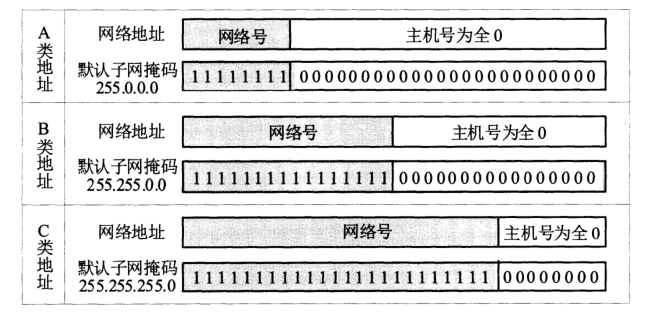 A类地址
网络地址 网络号 主机号为全0
默认子网掩码 255.0.0.0 11111111 000000000000000000000000
B类地址
网络地址 网络号 主机号为全0
默认子网掩码 255.255.0.0 1111111111111111 0000000000000000
C类地址
网络地址 网络号 主机号为全0
默认子网掩码 255.255.255.0 111111111111111111111111 00000000